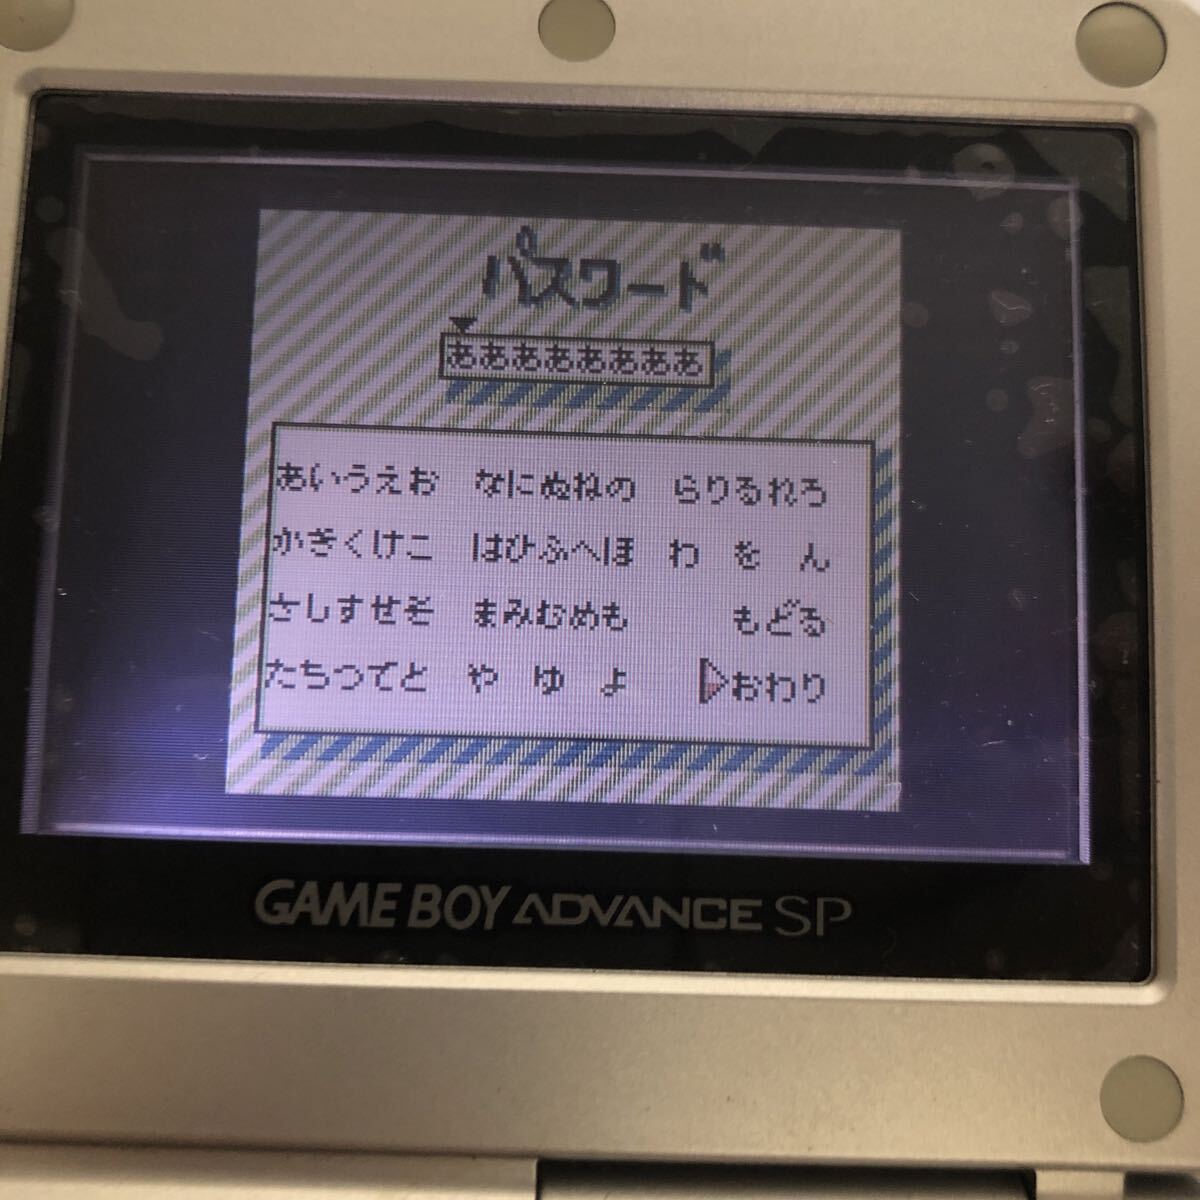 パスワード
ああああああああ
あいうえお なにぬねの らりるれろ
かきくけこ はひふへほ わ を ん
さしすせそ まみむめも もどる
たちつてと や ゆ よ おわり
GAME BOY ADVANCE SP